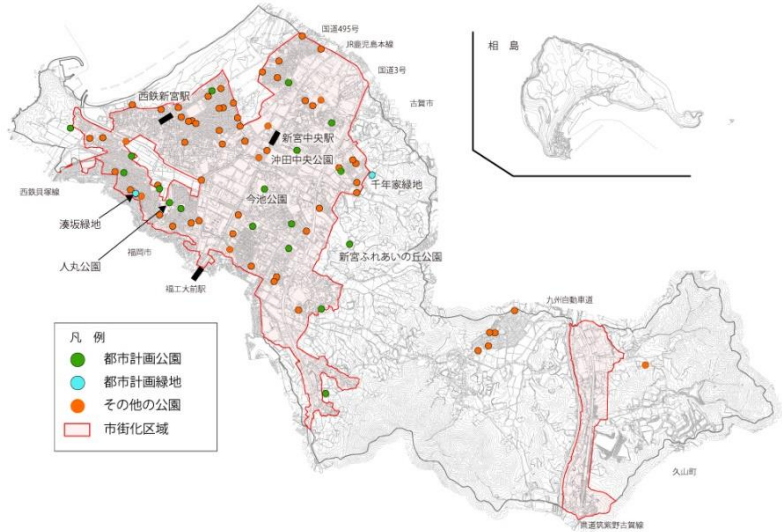 国道495号
JR鹿児島本線
国道3号
相　島
西鉄新宮駅
古賀市
新宮中央駅
沖田中央公園
千年家緑地
西鉄貝塚線
今池公園
湊坂緑地
人丸公園
福岡市
新宮ふれあいの丘公園
福工大前駅
九州自動車道
凡　例
都市計画公園
都市計画緑地
その他の公園
市街化区域
久山町
県道筑紫野古賀線